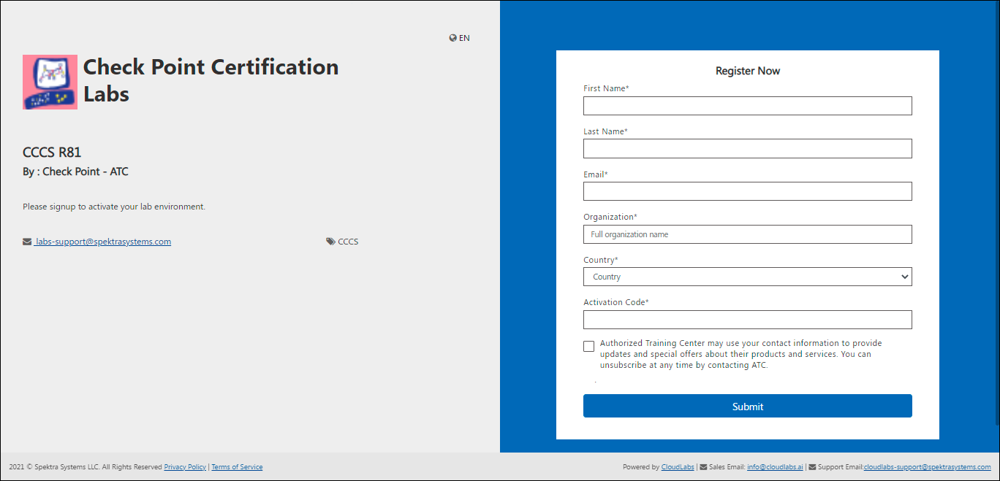 EN
Check Point Certification
Labs
CCCS R81
By : Check Point - ATC
Please signup to activate your lab environment.
labs-support@spektrasystems.com
CCCS
Register Now
First Name*
Last Name*
Email*
Organization*
Full organization name
Country*
Country
Activation Code*
Authorized Training Center may use your contact information to provide
updates and special offers about their products and services. You can
unsubscribe at any time by contacting ATC.
.
Submit
2021 © Spektra Systems LLC. All Rights Reserved Privacy Policy | Terms of Service
Powered by CloudLabs | Sales Email: info@cloudlabs.ai | Support Email:cloudlabs-support@spektrasystems.com